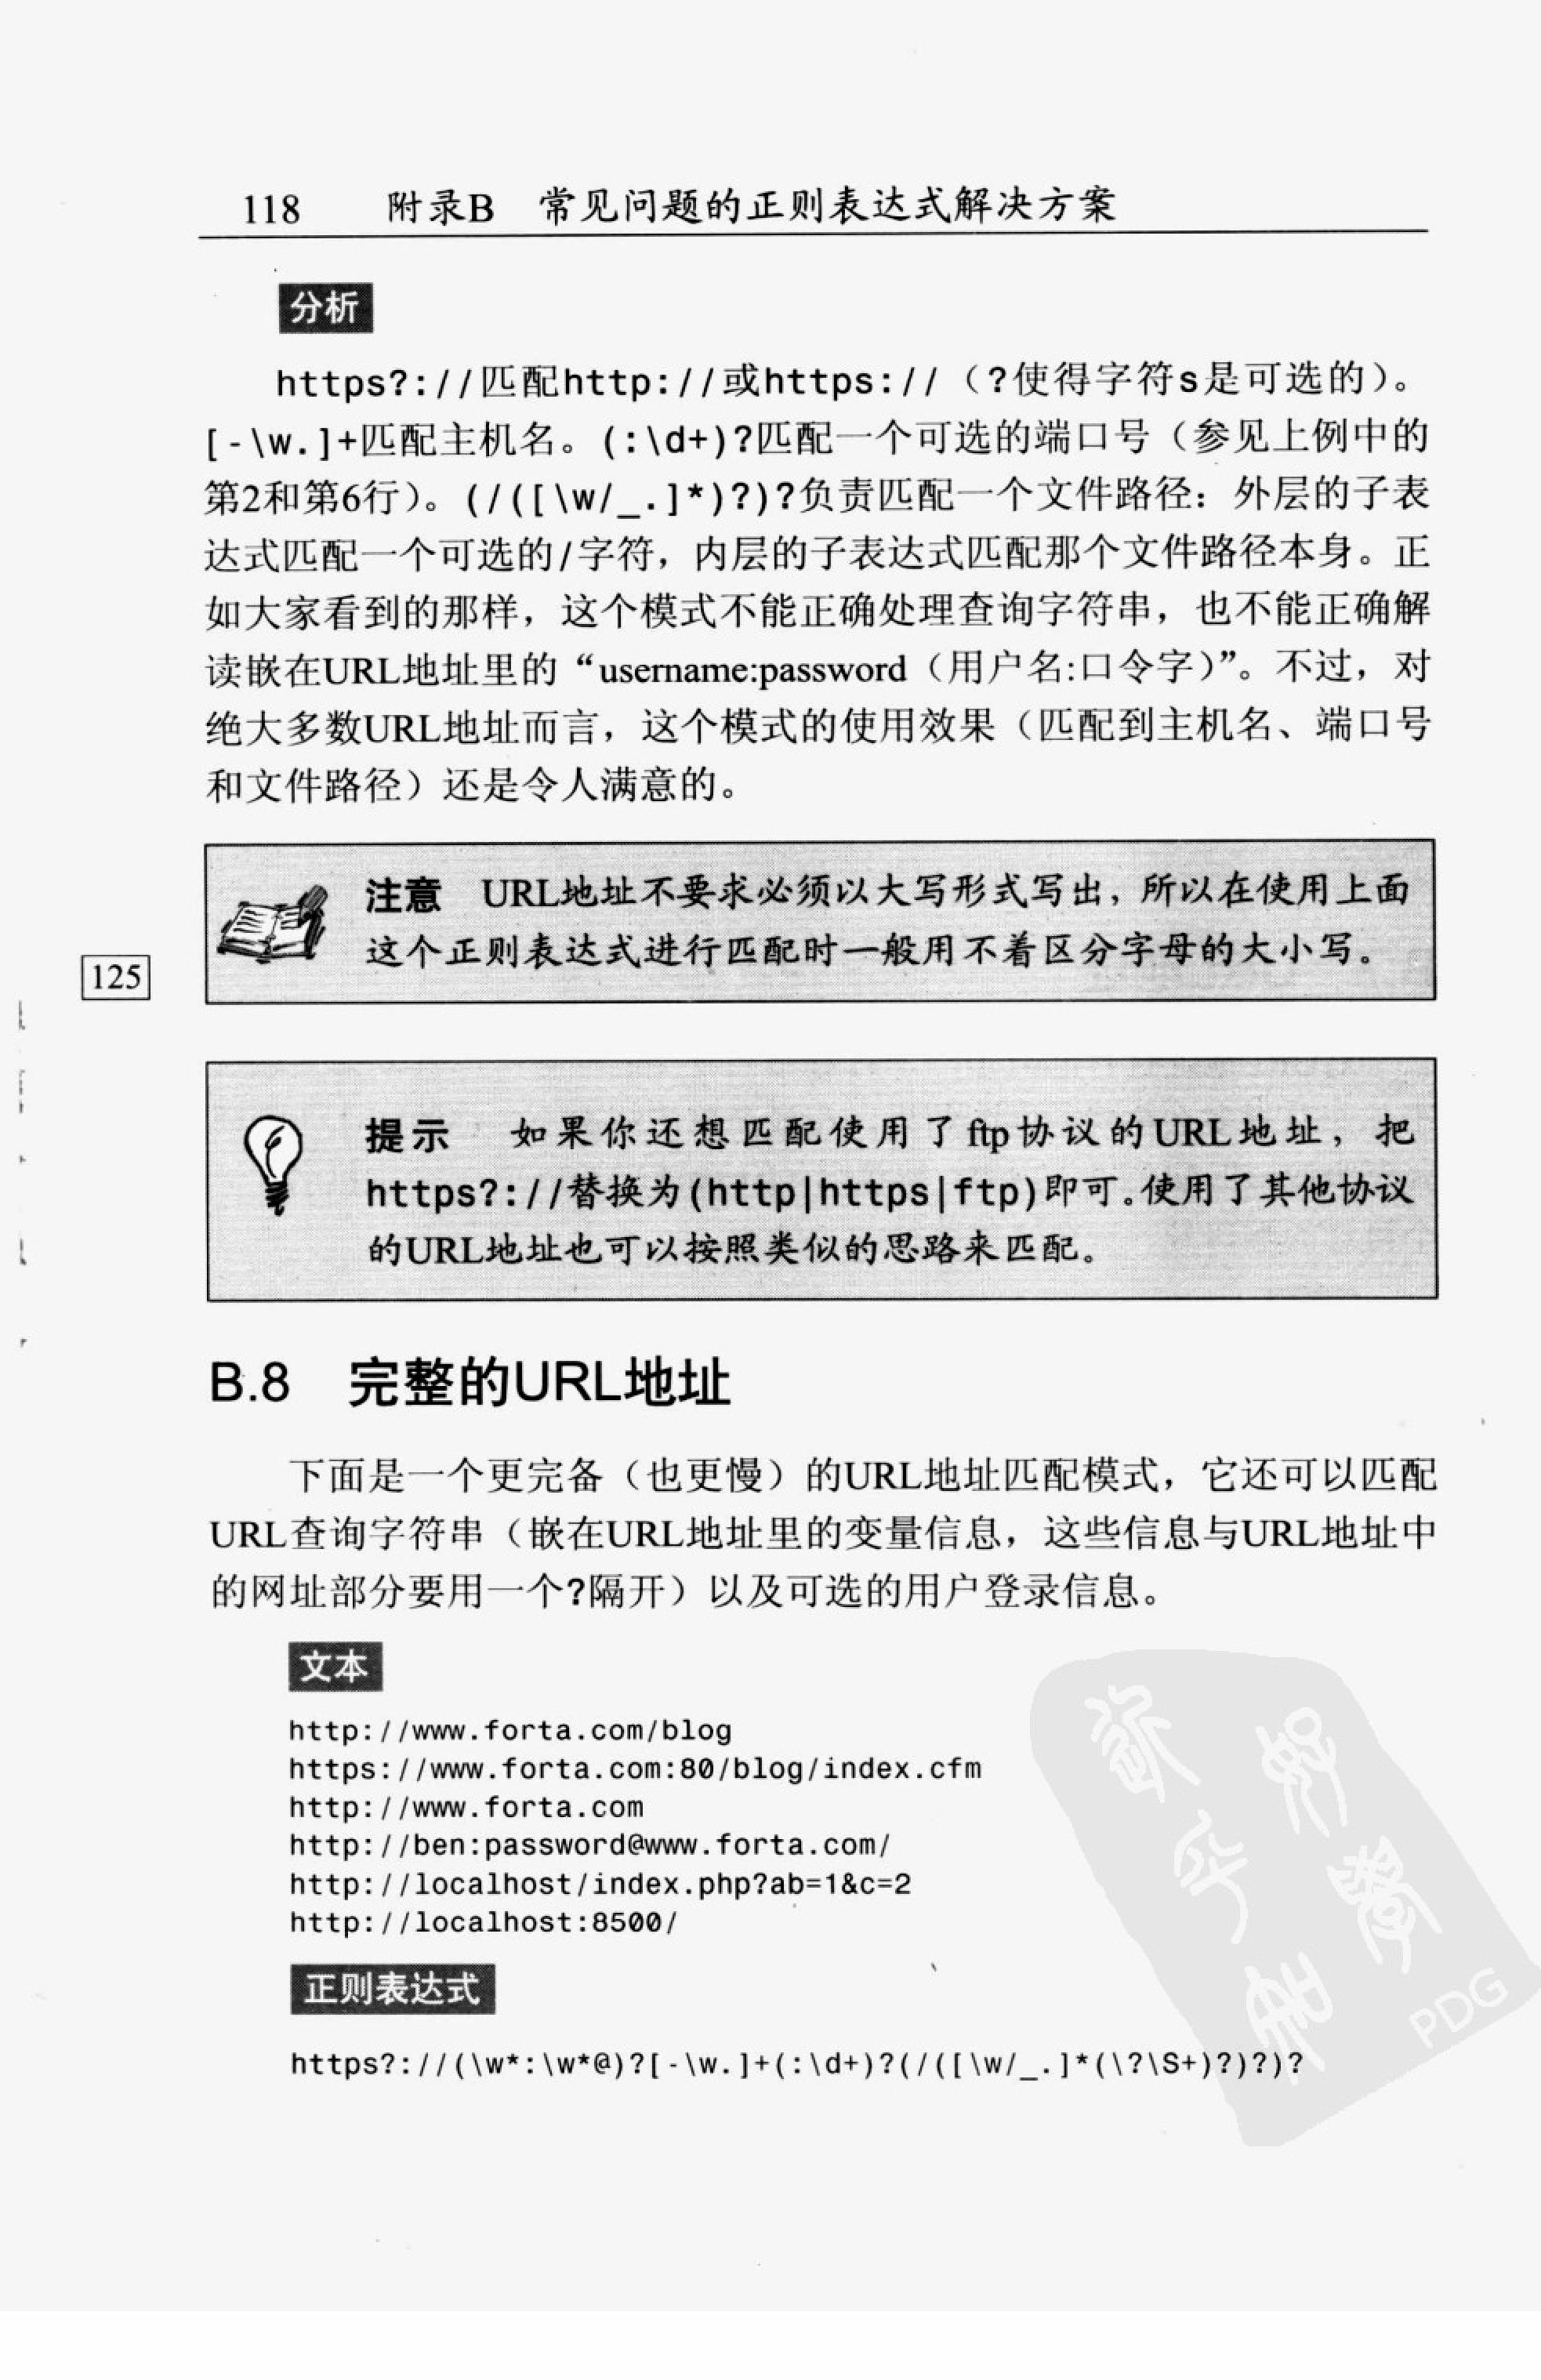 118 附录B 常见问题的正则表达式解决方案
分析
https?://匹配http://或https://（?使得字符s是可选的）。
[-\w.]+匹配主机名。(:\d+)?匹配一个可选的端口号（参见上例中的
第2和第6行）。(/([\w/_.]*)?)?负责匹配一个文件路径：外层的子表
达式匹配一个可选的/字符，内层的子表达式匹配那个文件路径本身。正
如大家看到的那样，这个模式不能正确处理查询字符串，也不能正确解
读嵌在URL地址里的“username:password（用户名:口令字）”。不过，对
绝大多数URL地址而言，这个模式的使用效果（匹配到主机名、端口号
和文件路径）还是令人满意的。
注意 URL地址不要求必须以大写形式写出，所以在使用上面
这个正则表达式进行匹配时一般用不着区分字母的大小写。
125
提示 如果你还想匹配使用了ftp协议的URL地址，把
https?://替换为(http|https|ftp)即可。使用了其他协议
的URL地址也可以按照类似的思路来匹配。
B.8 完整的URL地址
下面是一个更完备（也更慢）的URL地址匹配模式，它还可以匹配
URL查询字符串（嵌在URL地址里的变量信息，这些信息与URL地址中
的网址部分要用一个?隔开）以及可选的用户登录信息。
文本
http://www.forta.com/blog
https://www.forta.com:80/blog/index.cfm
http://www.forta.com
http://ben:password@www.forta.com/
http://localhost/index.php?ab=1&c=2
http://localhost:8500/
正则表达式
https?://(\w*:\w*@)?[-\w.]+(:\d+)?(/([\w/_.]*(\?\S+)?)?)?
PDG